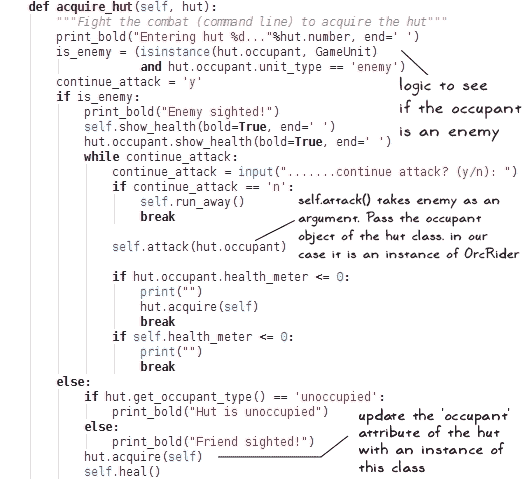 def acquire_hut(self, hut):
"""Fight the combat (command line) to acquire the hut"""
print_bold("Entering hut %d..."%hut.number, end=' ')
is_enemy = (isinstance(hut.occupant, GameUnit)
and hut.occupant.unit_type == 'enemy')
continue_attack = 'y'
if is_enemy:
print_bold("Enemy sighted!")
self.show_health(bold=True, end=' ')
hut.occupant.show_health(bold=True, end=' ')
while continue_attack:
continue_attack = input(".......continue attack? (y/n): ")
if continue_attack == 'n':
self.run_away()
break
self.attack(hut.occupant)
if hut.occupant.health_meter <= 0:
print("")
hut.acquire(self)
break
if self.health_meter <= 0:
print("")
break
else:
if hut.get_occupant_type() == 'unoccupied':
print_bold("Hut is unoccupied")
else:
print_bold("Friend sighted!")
hut.acquire(self)
self.heal()
logic to see
if the occupant
is an enemy
self.attack() takes enemy as an
argument. Pass the occupant
object of the hut class. in our
case it is an instance of OrcRider
update the 'occupant'
attribute of the hut
with an instance of
this class